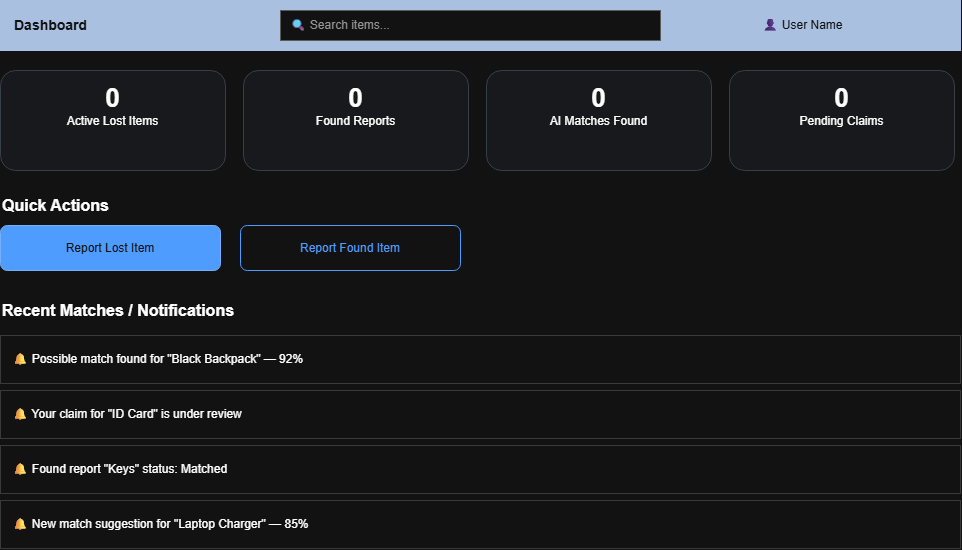 Dashboard
🔍 Search items...
👤 User Name
0
Active Lost Items
0
Found Reports
0
AI Matches Found
0
Pending Claims
Quick Actions
Report Lost Item
Report Found Item
Recent Matches / Notifications
🔔 Possible match found for "Black Backpack" — 92%
🔔 Your claim for "ID Card" is under review
🔔 Found report "Keys" status: Matched
🔔 New match suggestion for "Laptop Charger" — 85%